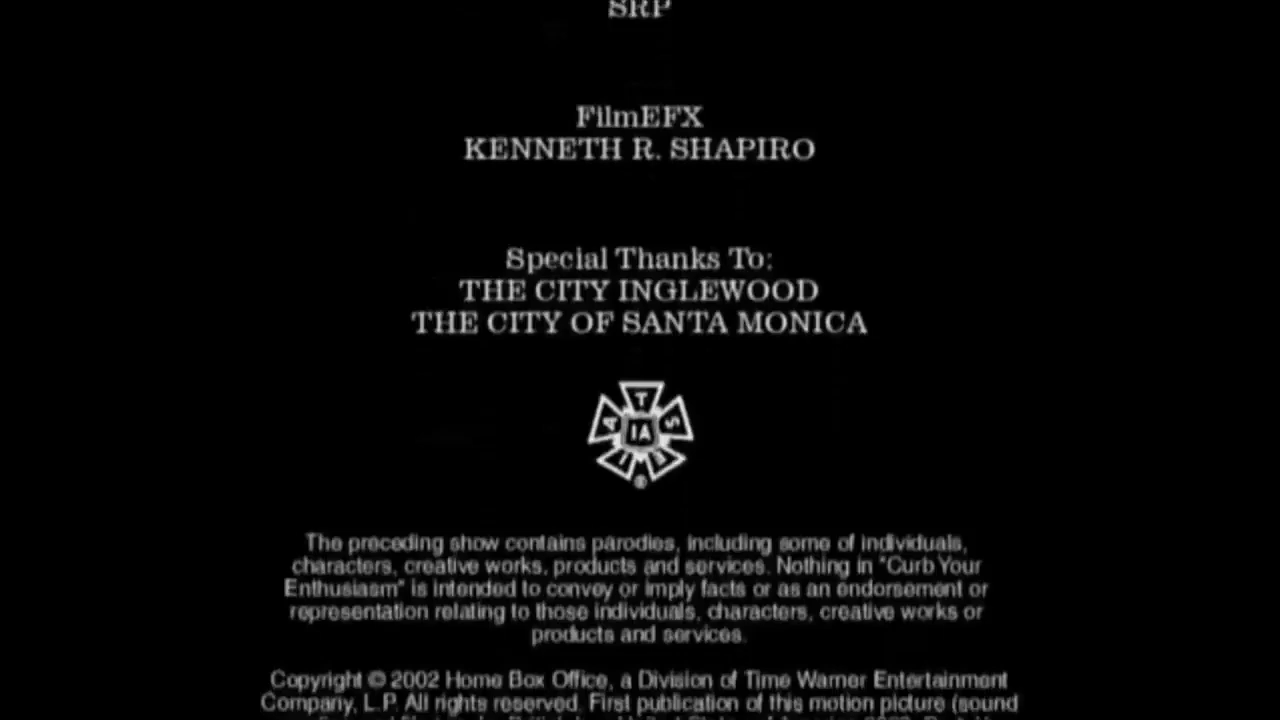 SRP
FilmEFX
KENNETH R. SHAPIRO
Special Thanks To:
THE CITY INGLEWOOD
THE CITY OF SANTA MONICA
I A T S E
IA
®
The preceding show contains parodies, including some of individuals,
characters, creative works, products and services. Nothing in "Curb Your
Enthusiasm" is intended to convey or imply facts or as an endorsement or
representation relating to those individuals, characters, creative works or
products and services.
Copyright © 2002 Home Box Office, a Division of Time Warner Entertainment
Company, L.P. All rights reserved. First publication of this motion picture (sound